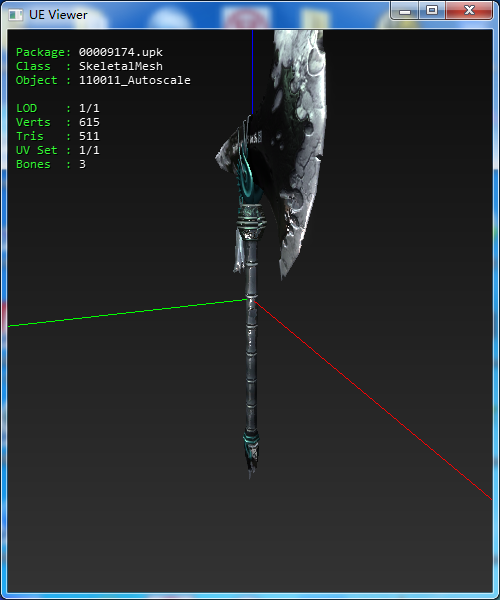 UE Viewer
Package: 00009174.upk
Class  : SkeletalMesh
Object : 110011_Autoscale
LOD    : 1/1
Verts  : 615
Tris   : 511
UV Set : 1/1
Bones  : 3